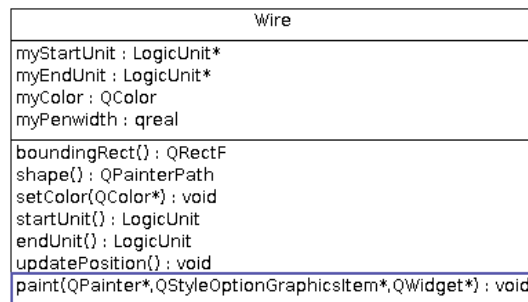 Wire
myStartUnit : LogicUnit*
myEndUnit : LogicUnit*
myColor : QColor
myPenwidth : qreal
boundingRect() : QRectF
shape() : QPainterPath
setColor(QColor*) : void
startUnit() : LogicUnit
endUnit() : LogicUnit
updatePosition() : void
paint(QPainter*,QStyleOptionGraphicsItem*,QWidget*) : void